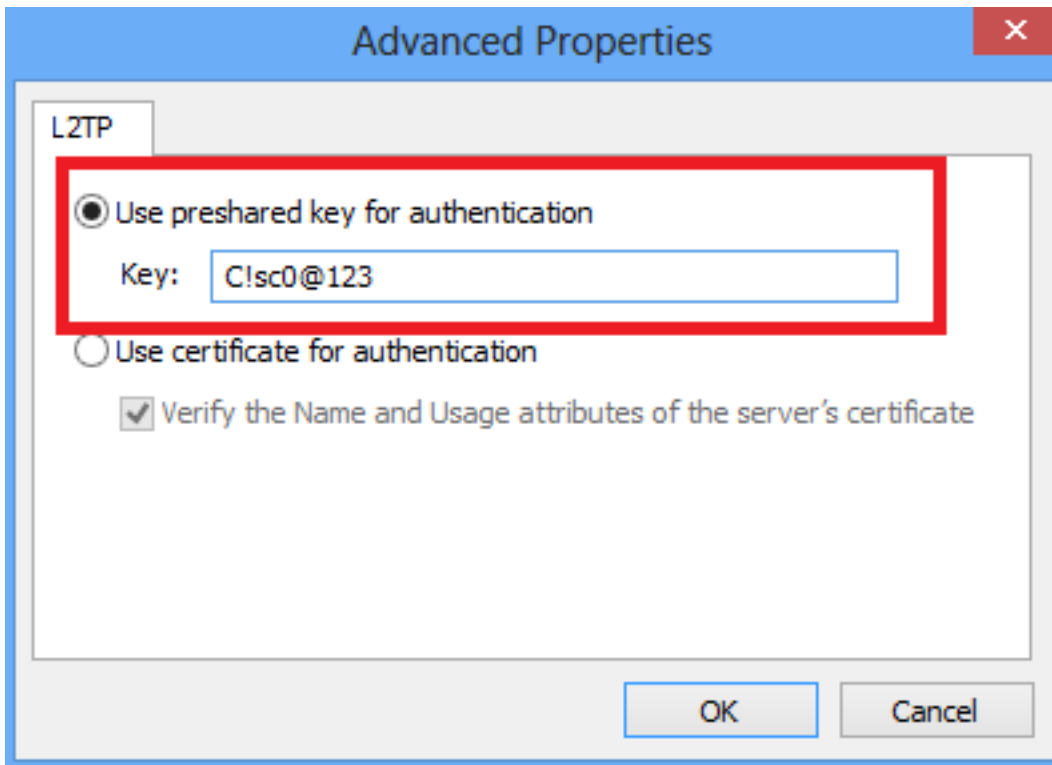 Advanced Properties
L2TP
Use preshared key for authentication
Key: C!sc0@123
Use certificate for authentication
Verify the Name and Usage attributes of the server's certificate
OK Cancel